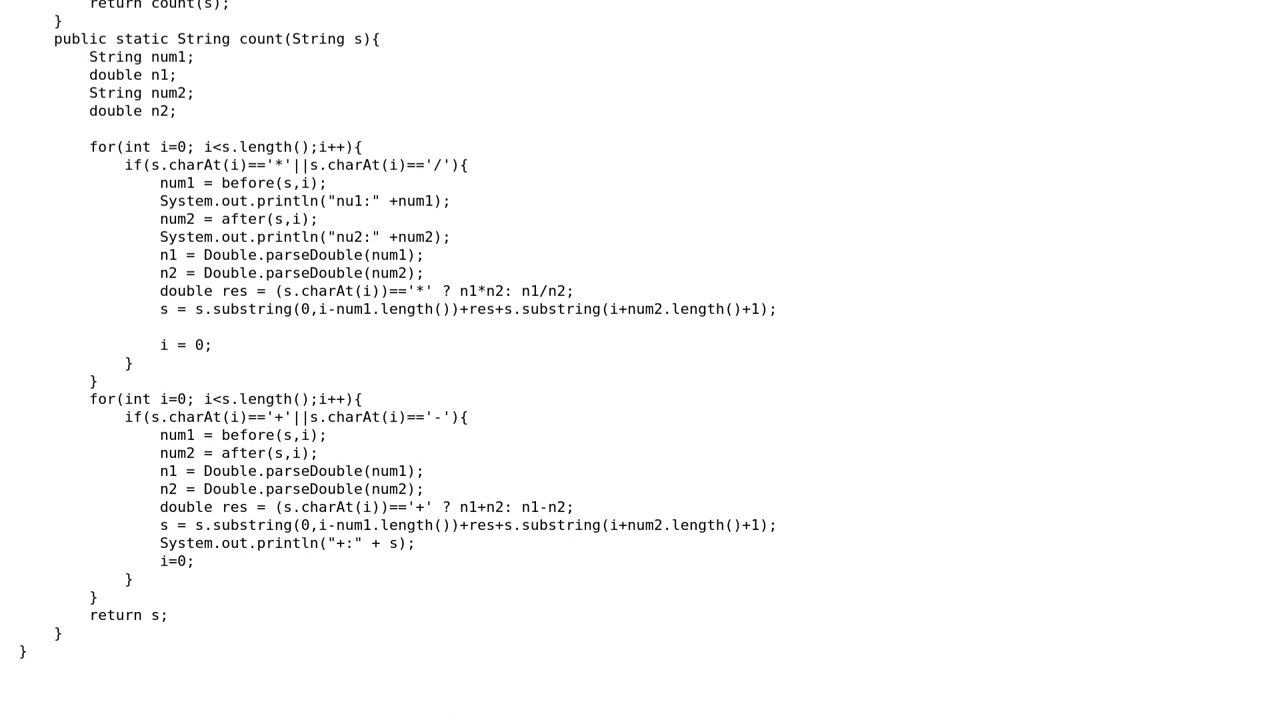 return count(s);
    }
    public static String count(String s){
        String num1;
        double n1;
        String num2;
        double n2;

        for(int i=0; i<s.length();i++){
            if(s.charAt(i)=='*'||s.charAt(i)=='/'){
                num1 = before(s,i);
                System.out.println("nu1:" +num1);
                num2 = after(s,i);
                System.out.println("nu2:" +num2);
                n1 = Double.parseDouble(num1);
                n2 = Double.parseDouble(num2);
                double res = (s.charAt(i))=='*' ? n1*n2: n1/n2;
                s = s.substring(0,i-num1.length())+res+s.substring(i+num2.length()+1);

                i = 0;
            }
        }
        for(int i=0; i<s.length();i++){
            if(s.charAt(i)=='+'||s.charAt(i)=='-'){
                num1 = before(s,i);
                num2 = after(s,i);
                n1 = Double.parseDouble(num1);
                n2 = Double.parseDouble(num2);
                double res = (s.charAt(i))=='+' ? n1+n2: n1-n2;
                s = s.substring(0,i-num1.length())+res+s.substring(i+num2.length()+1);
                System.out.println("+:" + s);
                i=0;
            }
        }
        return s;
    }
}